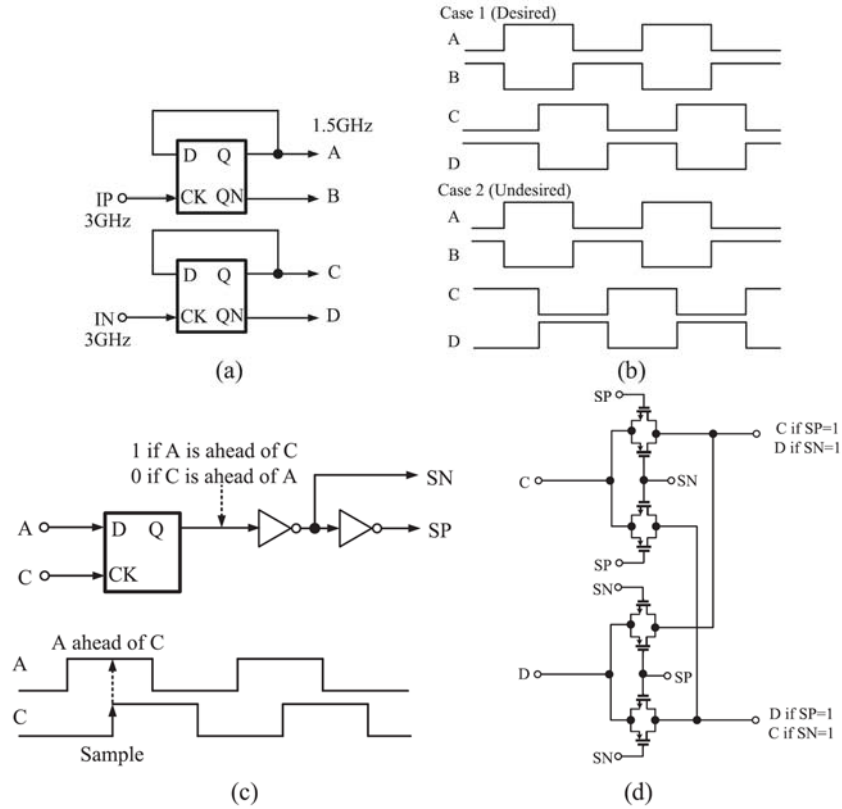 1.5GHz
D Q
A
IP
CK QN
B
3GHz
D Q
C
IN
CK QN
D
3GHz
(a)
Case 1 (Desired)
A
B
C
D
Case 2 (Undesired)
A
B
C
D
(b)
1 if A is ahead of C
0 if C is ahead of A
SN
A
D Q
SP
C
CK
A ahead of C
A
C
Sample
(c)
SP
C if SP=1
D if SN=1
C
SN
SP
SN
D
SP
D if SP=1
C if SN=1
SN
(d)